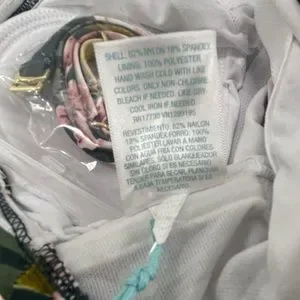 SHELL: 82% NYLON 18% SPANDEX,
LINING: 100% POLYESTER
HAND WASH COLD WITH LIKE
COLORS, ONLY NON-CHLORINE
BLEACH IF NEEDED. LINE DRY.
COOL IRON IF NEEDED.
RN17730 VN1299195
REVESTIMIENTO: 82% NILON
18% SPANDEX FORRO: 100%
POLYESTER LAVAR A MANO
CON AGUA FRIA CON COLORES
SIMILARES, SOLO BLANQUEADOR
SIN CLORO SI ES NECESARIO
TENDER PARA SECAR, PLANCHAR
A BAJA TEMPERATURA SI ES
NECESARIO.